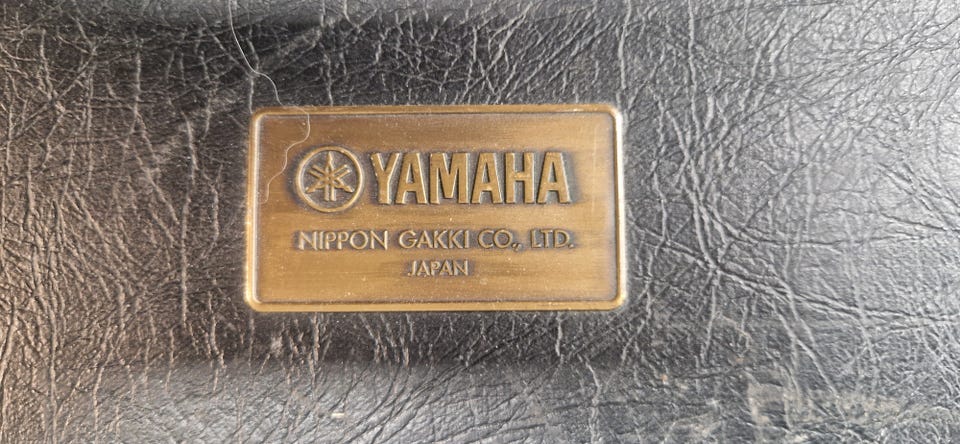 YAMAHA
NIPPON GAKKI CO., LTD.
JAPAN